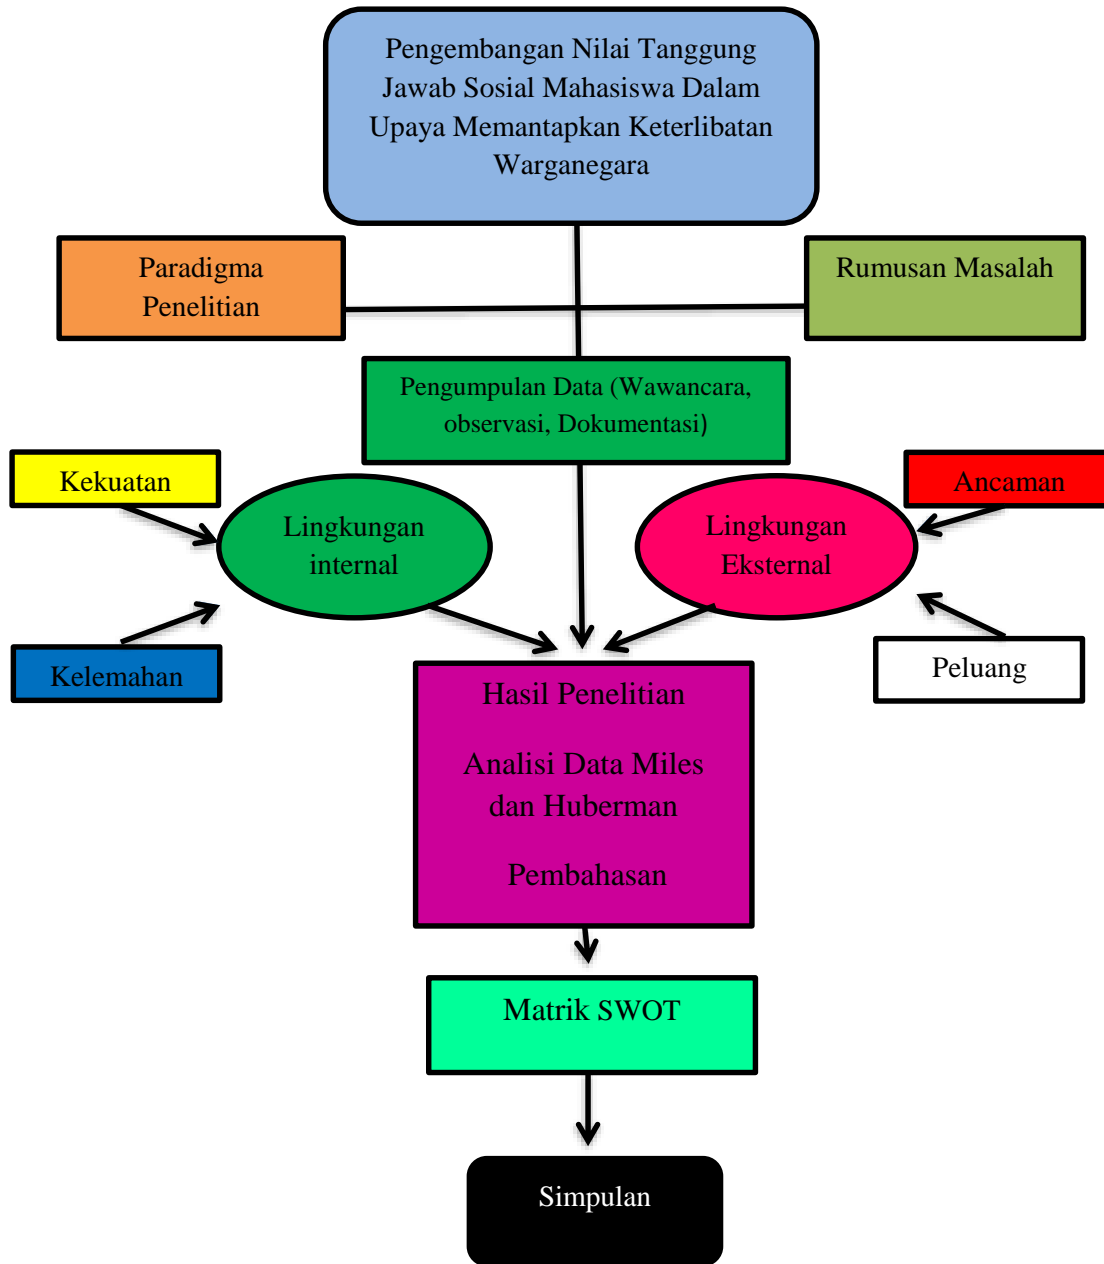 Pengembangan Nilai Tanggung
Jawab Sosial Mahasiswa Dalam
Upaya Memantapkan Keterlibatan
Warganegara
Paradigma
Penelitian
Rumusan Masalah
Pengumpulan Data (Wawancara,
observasi, Dokumentasi)
Kekuatan
Ancaman
Lingkungan
internal
Lingkungan
Eksternal
Kelemahan
Peluang
Hasil Penelitian
Analisi Data Miles
dan Huberman
Pembahasan
Matrik SWOT
Simpulan